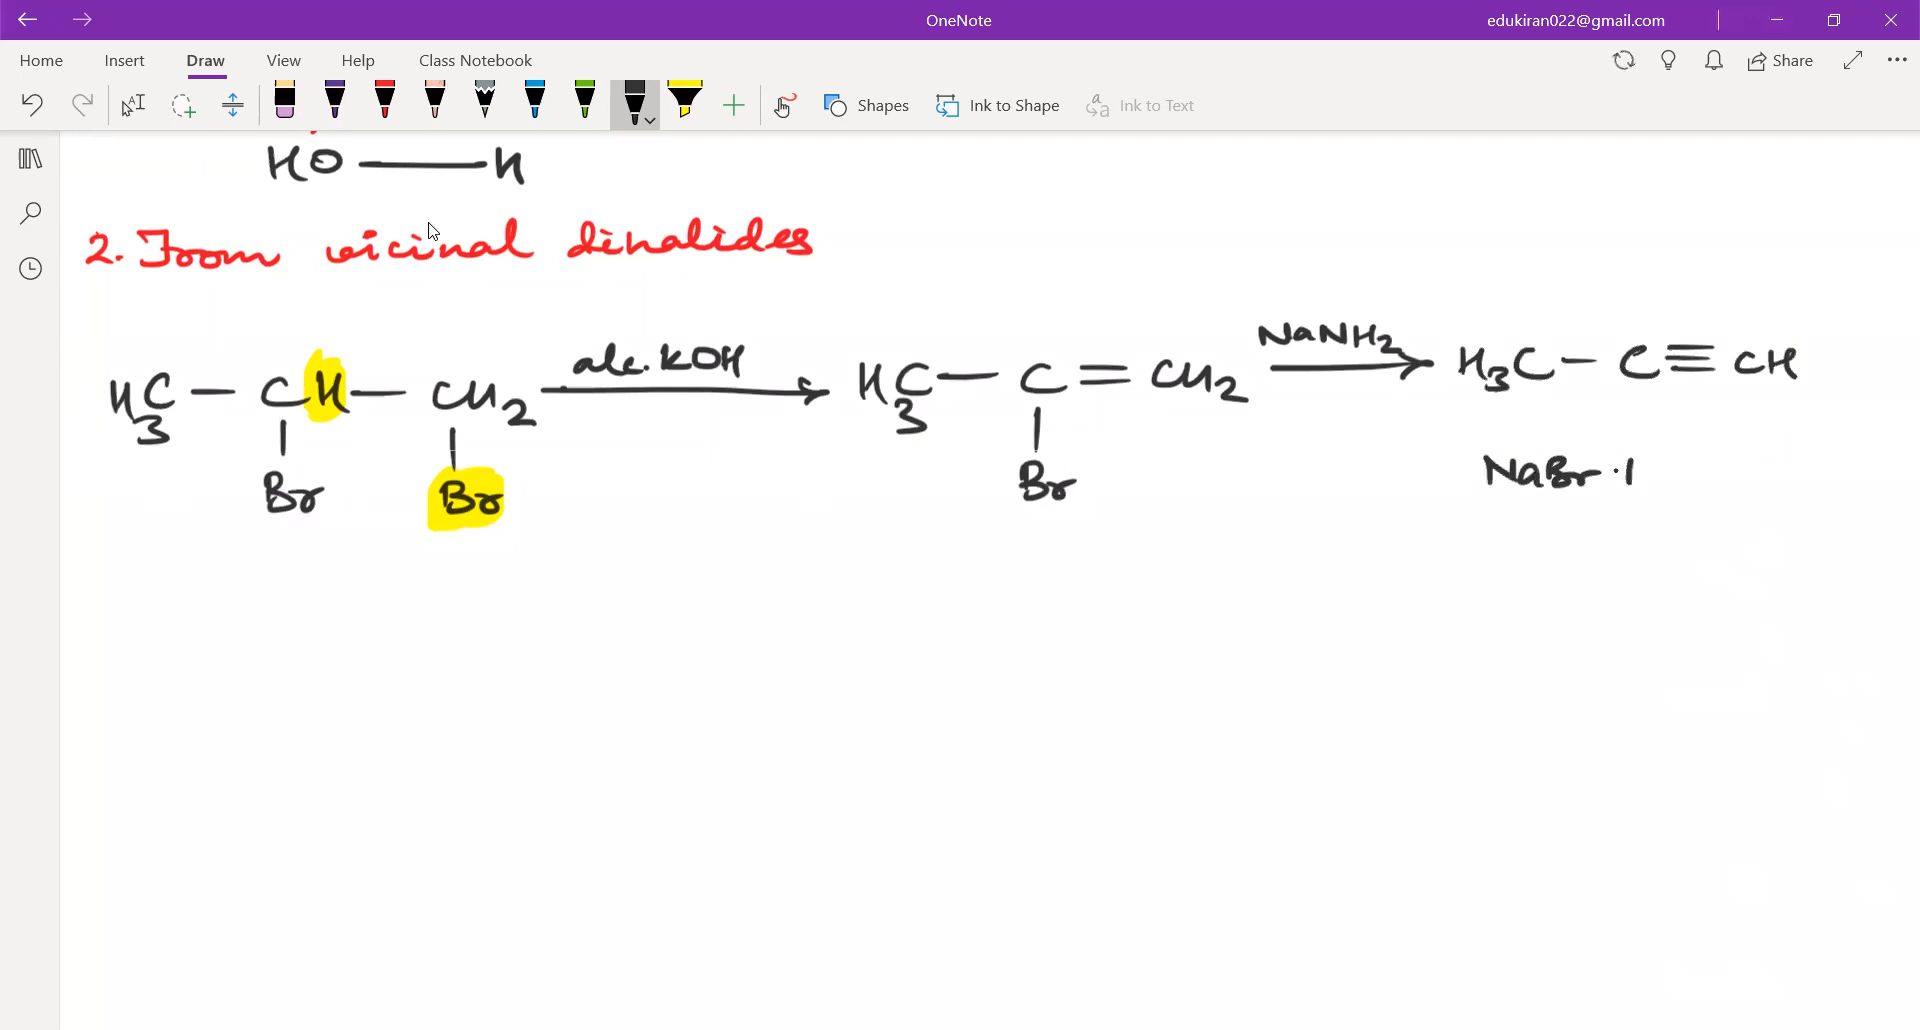 OneNote
edukiran022@gmail.com
Home Insert Draw View Help Class Notebook
Share
Shapes Ink to Shape Ink to Text
HO — H
2. From vicinal dihalides
H₃C — CH — CH₂ alc. KOH → H₃C — C = CH₂ NaNH₂ → H₃C — C ≡ CH
Br Br Br NaBr